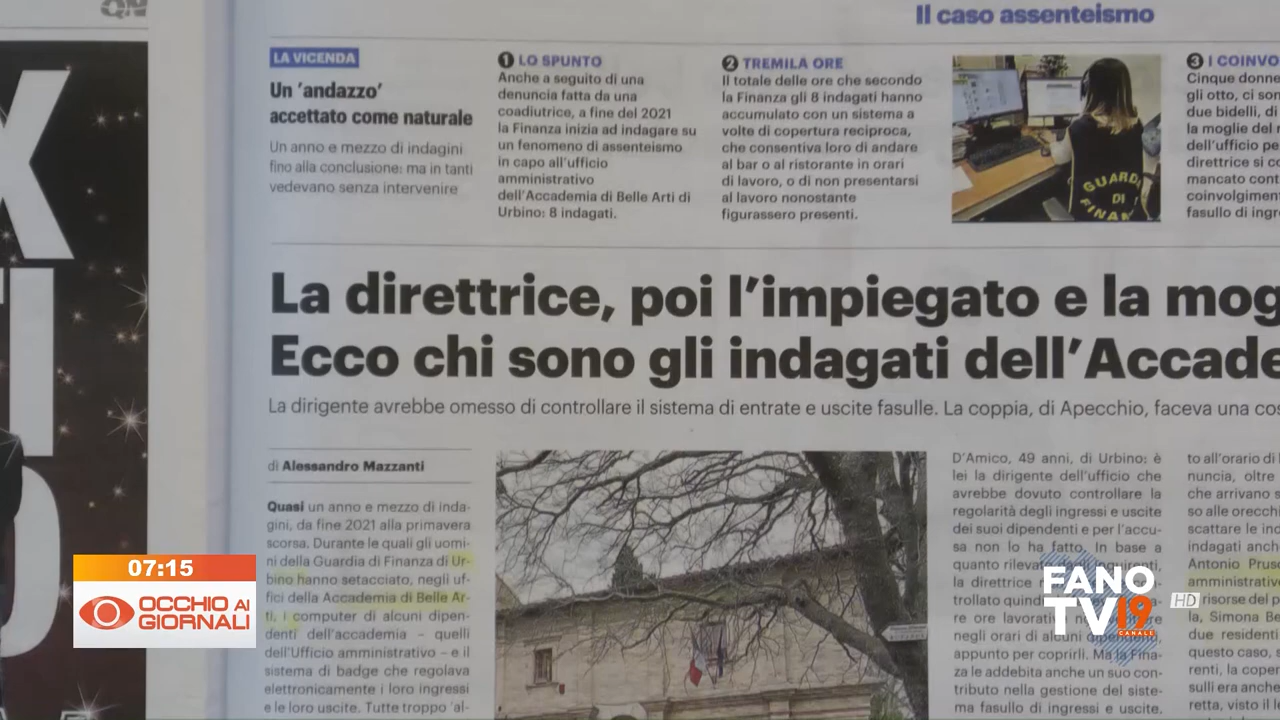 QN
Il caso assenteismo
LA VICENDA
Un 'andazzo'
accettato come naturale
Un anno e mezzo di indagini
fino alla conclusione: ma in tanti
vedevano senza intervenire
1 LO SPUNTO
Anche a seguito di una
denuncia fatta da una
coadiutrice, a fine del 2021
la Finanza inizia ad indagare su
un fenomeno di assenteismo
in capo all'ufficio
amministrativo
dell'Accademia di Belle Arti di
Urbino: 8 indagati.
2 TREMILA ORE
Il totale delle ore che secondo
la Finanza gli 8 indagati hanno
accumulato con un sistema a
volte di copertura reciproca,
che consentiva loro di andare
al bar o al ristorante in orari
di lavoro, o di non presentarsi
al lavoro nonostante
figurassero presenti.
GUARDI
DI
FINAN
3 I COINVO
Cinque donne
gli otto, ci son
due bidelli, di
la moglie del
dell'ufficio pe
direttrice si co
mancato cont
coinvolgimen
fasullo di ingre
La direttrice, poi l'impiegato e la mog
Ecco chi sono gli indagati dell'Accade
La dirigente avrebbe omesso di controllare il sistema di entrate e uscite fasulle. La coppia, di Apecchio, faceva una cos
di Alessandro Mazzanti
Quasi un anno e mezzo di inda-
gini, da fine 2021 alla primavera
scorsa. Durante le quali gli uomi-
ni della Guardia di Finanza di Ur-
bino hanno setacciato, negli uf-
fici della Accademia di Belle Ar-
ti, i computer di alcuni dipen-
denti dell'accademia – quelli
dell'Ufficio amministrativo – e il
sistema di badge che regolava
elettronicamente i loro ingressi
e le loro uscite. Tutte troppo 'al-
D'Amico, 49 anni, di Urbino: è
lei la dirigente dell'ufficio che
avrebbe dovuto controllare la
regolarità degli ingressi e uscite
dei suoi dipendenti e per l'accu-
sa non lo ha fatto. In base a
quanto rileva
la direttrice
trollato quind
re ore lavorati
negli orari di alcuni dipendenti,
appunto per coprirli. Ma la Fina-
za le addebita anche un suo con-
tributo nella gestione del siste-
ma fasullo di ingressi e uscite.
to all'orario di
nuncia, oltre
che arrivano s
so alle orecchi
scattare le ind
indagati anch
Antonio Prusc
amministrativ
risorse del p
la, Simona Be
due residenti
questo caso, s
renti, la coper
sulli era anche
retta, visto il l
07:15
OCCHIO AI
GIORNALI
FANO
TV19
CANALE
HD